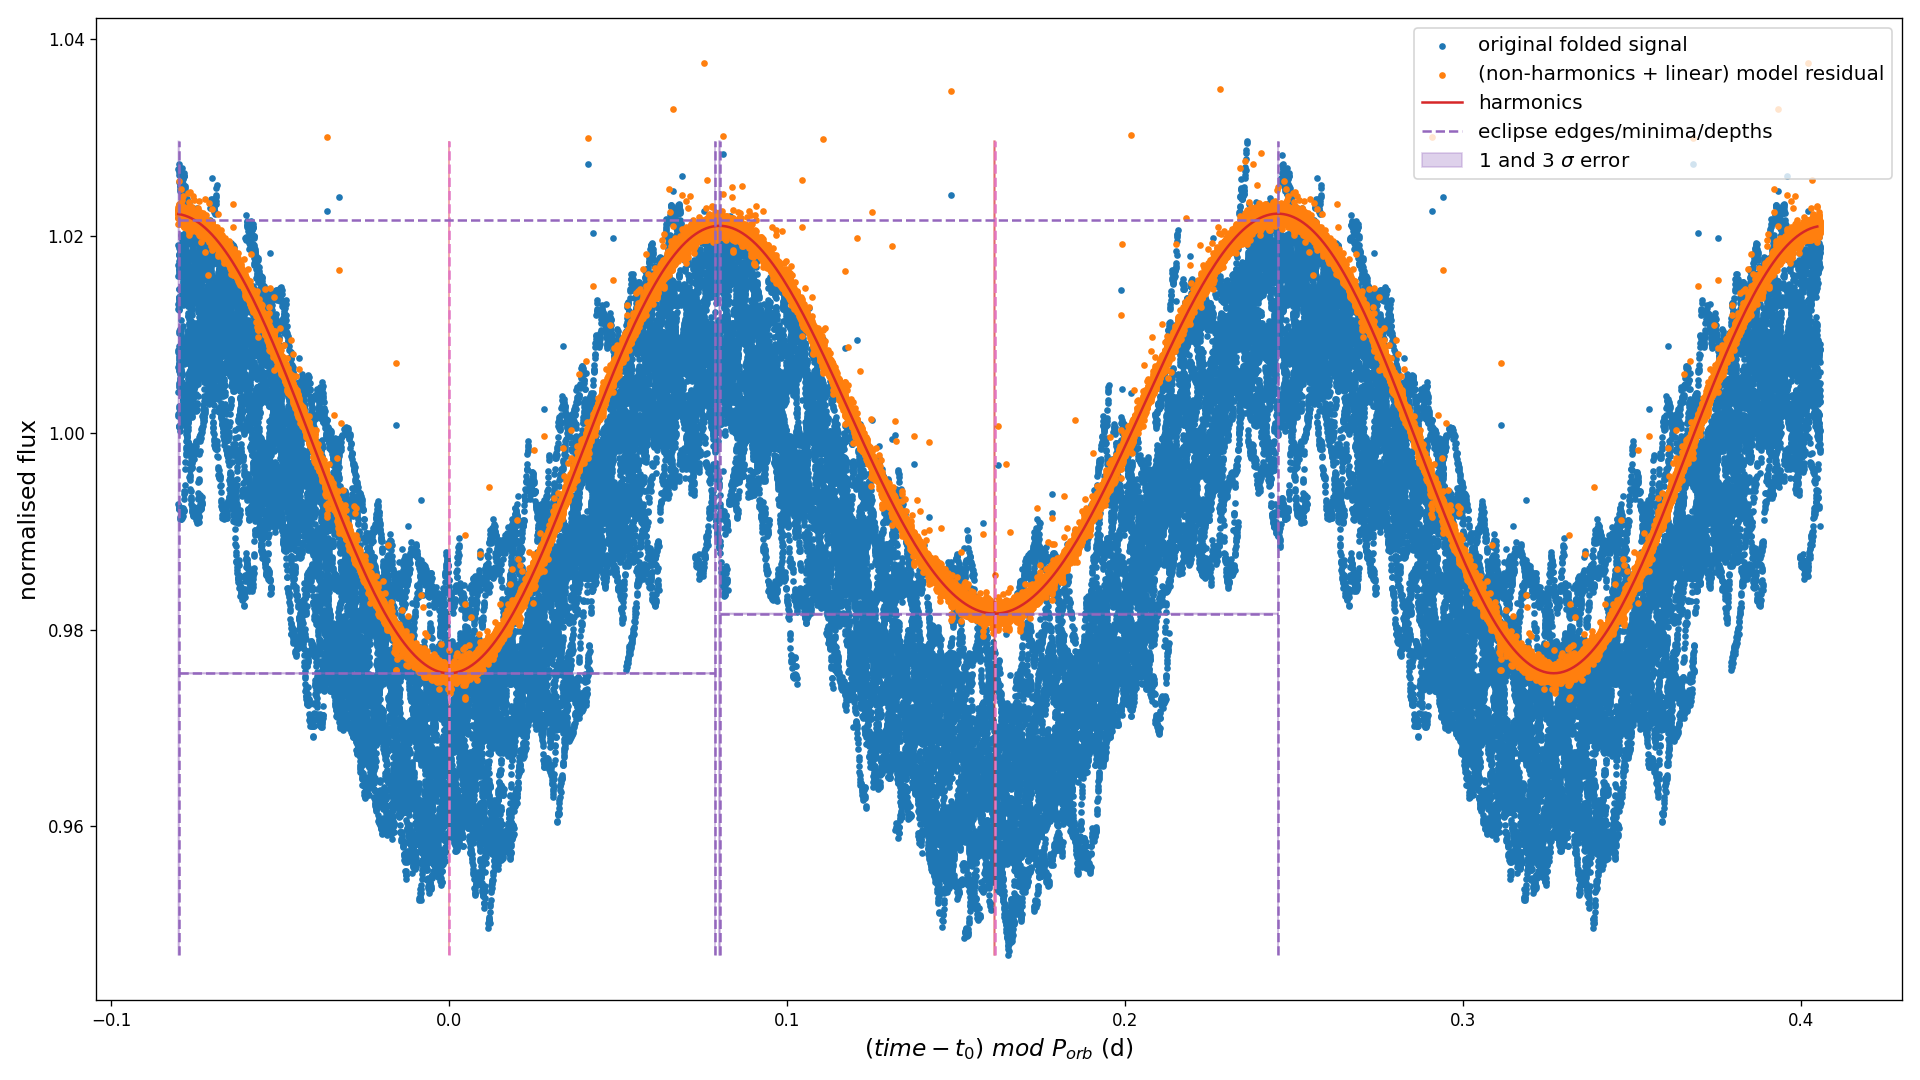 1.04
1.02
1.00
0.98
0.96
normalised flux
original folded signal
(non-harmonics + linear) model residual
harmonics
eclipse edges/minima/depths
1 and 3 σ error
−0.1
0.0
0.1
0.2
0.3
0.4
(time − t₀) mod Pₒᵣb (d)